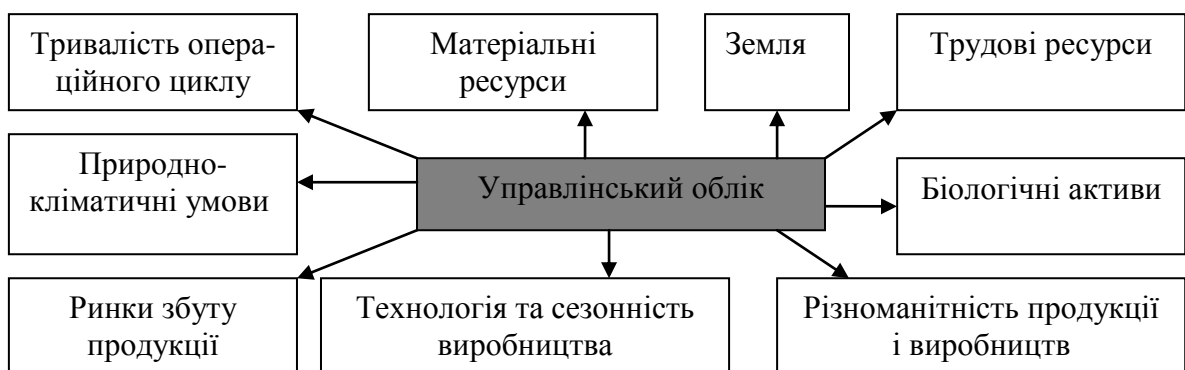 Тривалість опера-
ційного циклу
Матеріальні
ресурси
Земля
Трудові ресурси
Природно-
кліматичні умови
Управлінський облік
Біологічні активи
Ринки збуту
продукції
Технологія та сезонність
виробництва
Різноманітність продукції
і виробництв